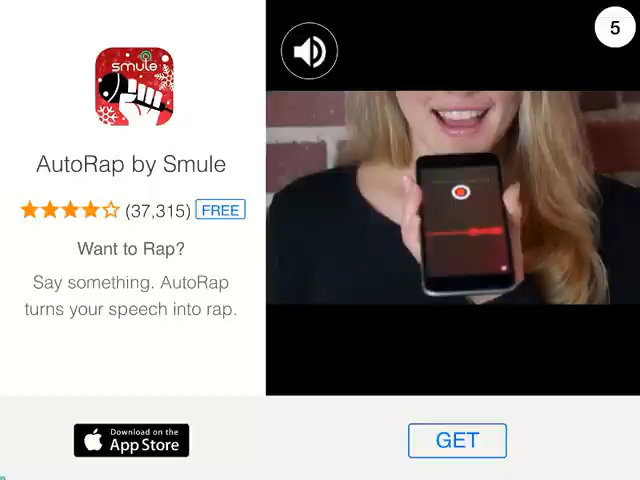 smule
AutoRap by Smule
(37,315) FREE
Want to Rap?
Say something. AutoRap
turns your speech into rap.
Download on the
App Store
5
GET